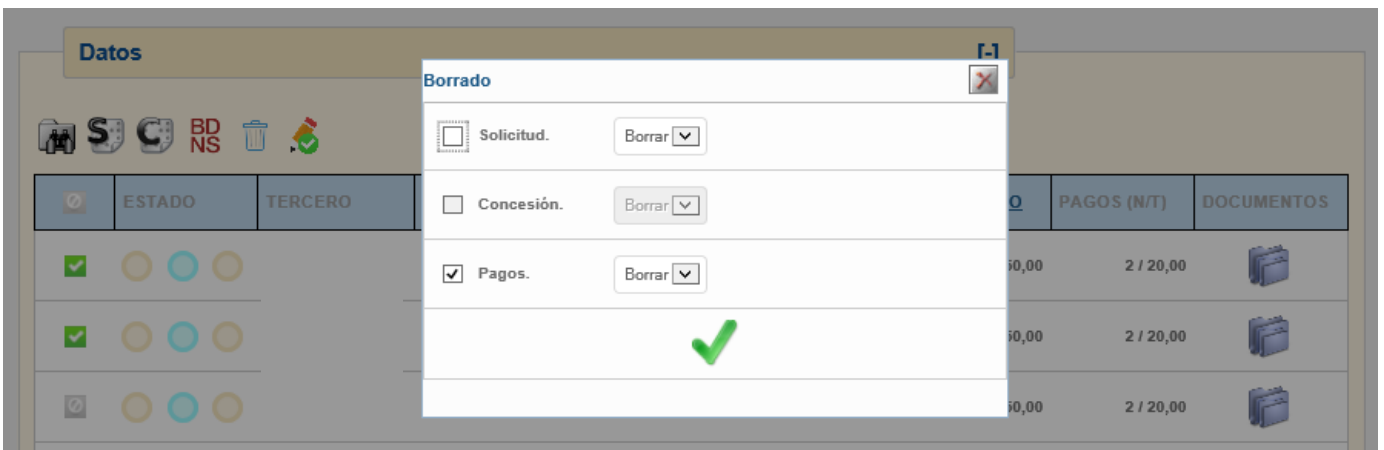 Datos
[-]
Borrado
S C BD NS
Solicitud. Borrar
ESTADO TERCERO O PAGOS (N/T) DOCUMENTOS
Concesión. Borrar
50,00 2 / 20,00
Pagos. Borrar
50,00 2 / 20,00
50,00 2 / 20,00